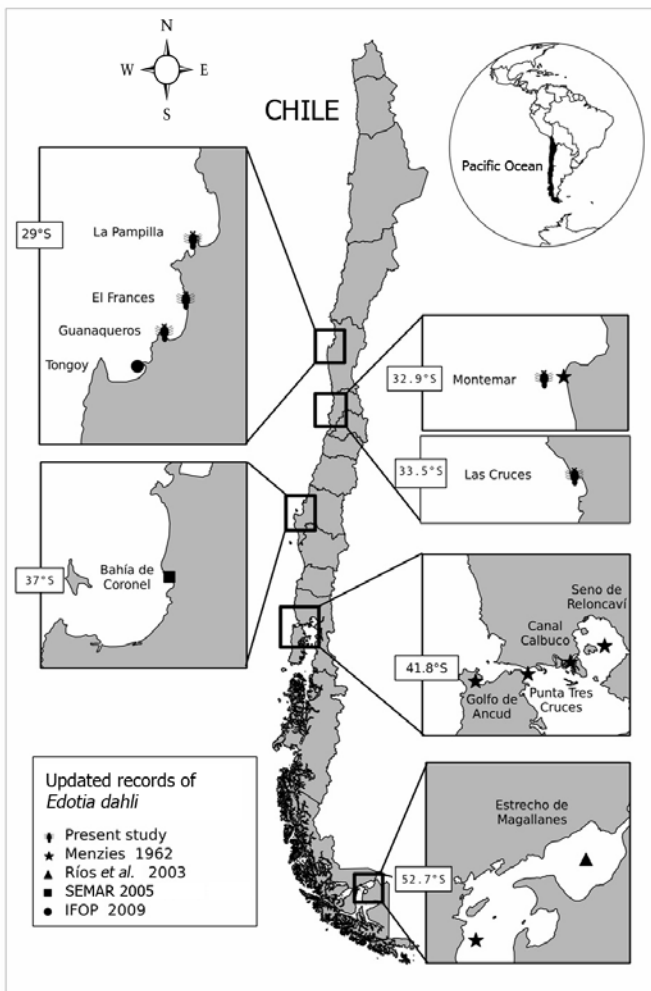 N
W
E
S
CHILE
Pacific Ocean
29°S
La Pampilla
El Frances
Guanaqueros
Tongoy
32.9°S
Montemar
33.5°S
Las Cruces
37°S
Bahía de
Coronel
41.8°S
Seno de
Reloncaví
Canal
Calbuco
Golfo de
Ancud
Punta Tres
Cruces
52.7°S
Estrecho de
Magallanes
Updated records of
Edotia dahli
Present study
Menzies 1962
Ríos et al. 2003
SEMAR 2005
IFOP 2009